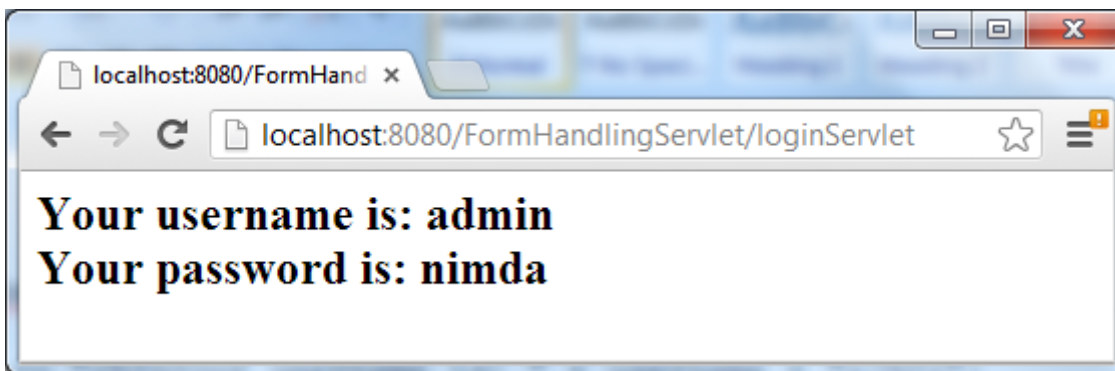 localhost:8080/FormHand
localhost:8080/FormHandlingServlet/loginServlet
Your username is: admin
Your password is: nimda